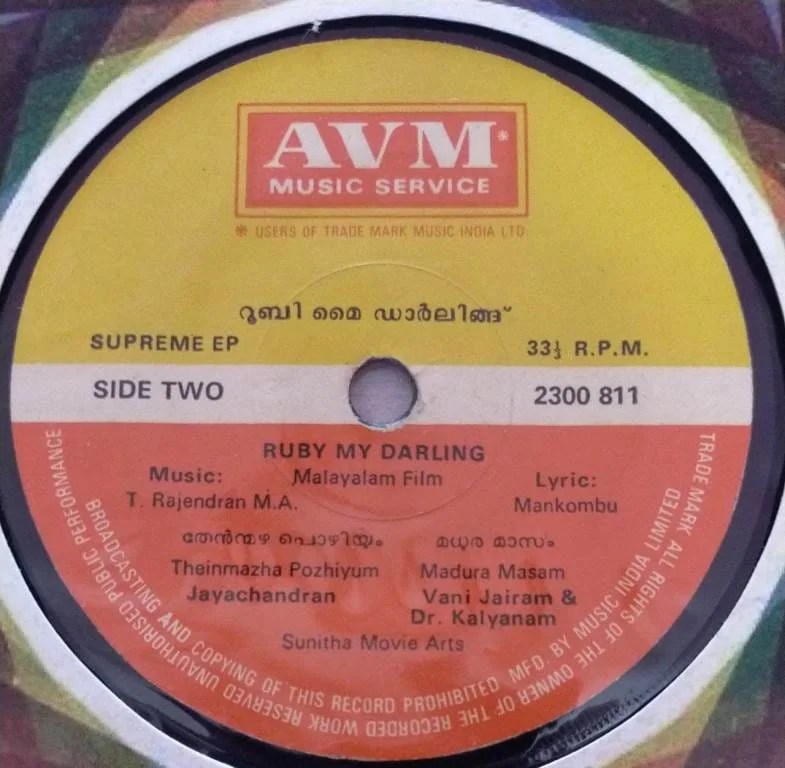 AVM*
MUSIC SERVICE
* USERS OF TRADE MARK MUSIC INDIA LTD
റൂബി മൈ ഡാർലിങ്ങ്
SUPREME EP 33⅓ R.P.M.
SIDE TWO 2300 811
RUBY MY DARLING
Music: Malayalam Film Lyric:
T. Rajendran M.A. Mankombu
തേൻമഴ പൊഴിയും മധുര മാസം
Theinmazha Pozhiyum Madura Masam
Jayachandran Vani Jairam &
Dr. Kalyanam
Sunitha Movie Arts
BROADCASTING AND COPYING OF THIS RECORD PROHIBITED MFD. BY MUSIC INDIA LIMITED
TRADE MARK ALL RIGHTS OF THE OWNER OF THE RECORDED WORK RESERVED UNAUTHORISED PUBLIC PERFORMANCE